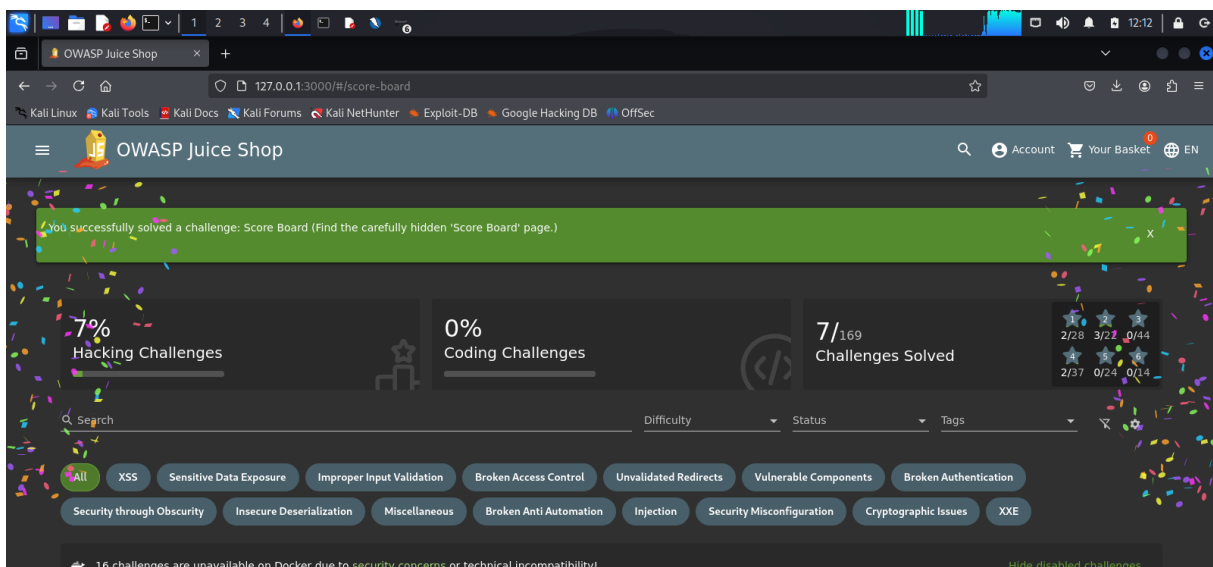 1 2 3 4 6 12:12
OWASP Juice Shop × +
127.0.0.1:3000/#/score-board
Kali Linux Kali Tools Kali Docs Kali Forums Kali NetHunter Exploit-DB Google Hacking DB OffSec
JS OWASP Juice Shop Account 0 Your Basket EN
You successfully solved a challenge: Score Board (Find the carefully hidden 'Score Board' page.) X
7% 0% 7/169 1 2 3
Hacking Challenges Coding Challenges Challenges Solved 2/28 3/22 0/44
4 5 6
2/37 0/24 0/14
Search Difficulty Status Tags
All XSS Sensitive Data Exposure Improper Input Validation Broken Access Control Unvalidated Redirects Vulnerable Components Broken Authentication
Security through Obscurity Insecure Deserialization Miscellaneous Broken Anti Automation Injection Security Misconfiguration Cryptographic Issues XXE
16 challenges are unavailable on Docker due to security concerns or technical incompatibility! Hide disabled challenges